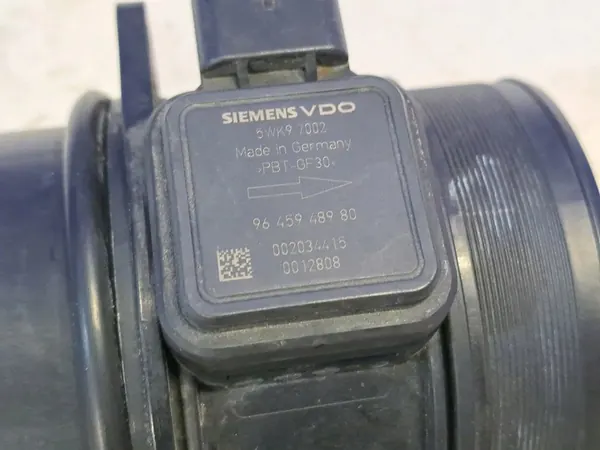 SIEMENS VDO
5WK9 7002
Made in Germany
>PBT-GF30<
96 459 489 80
002034415
0012808